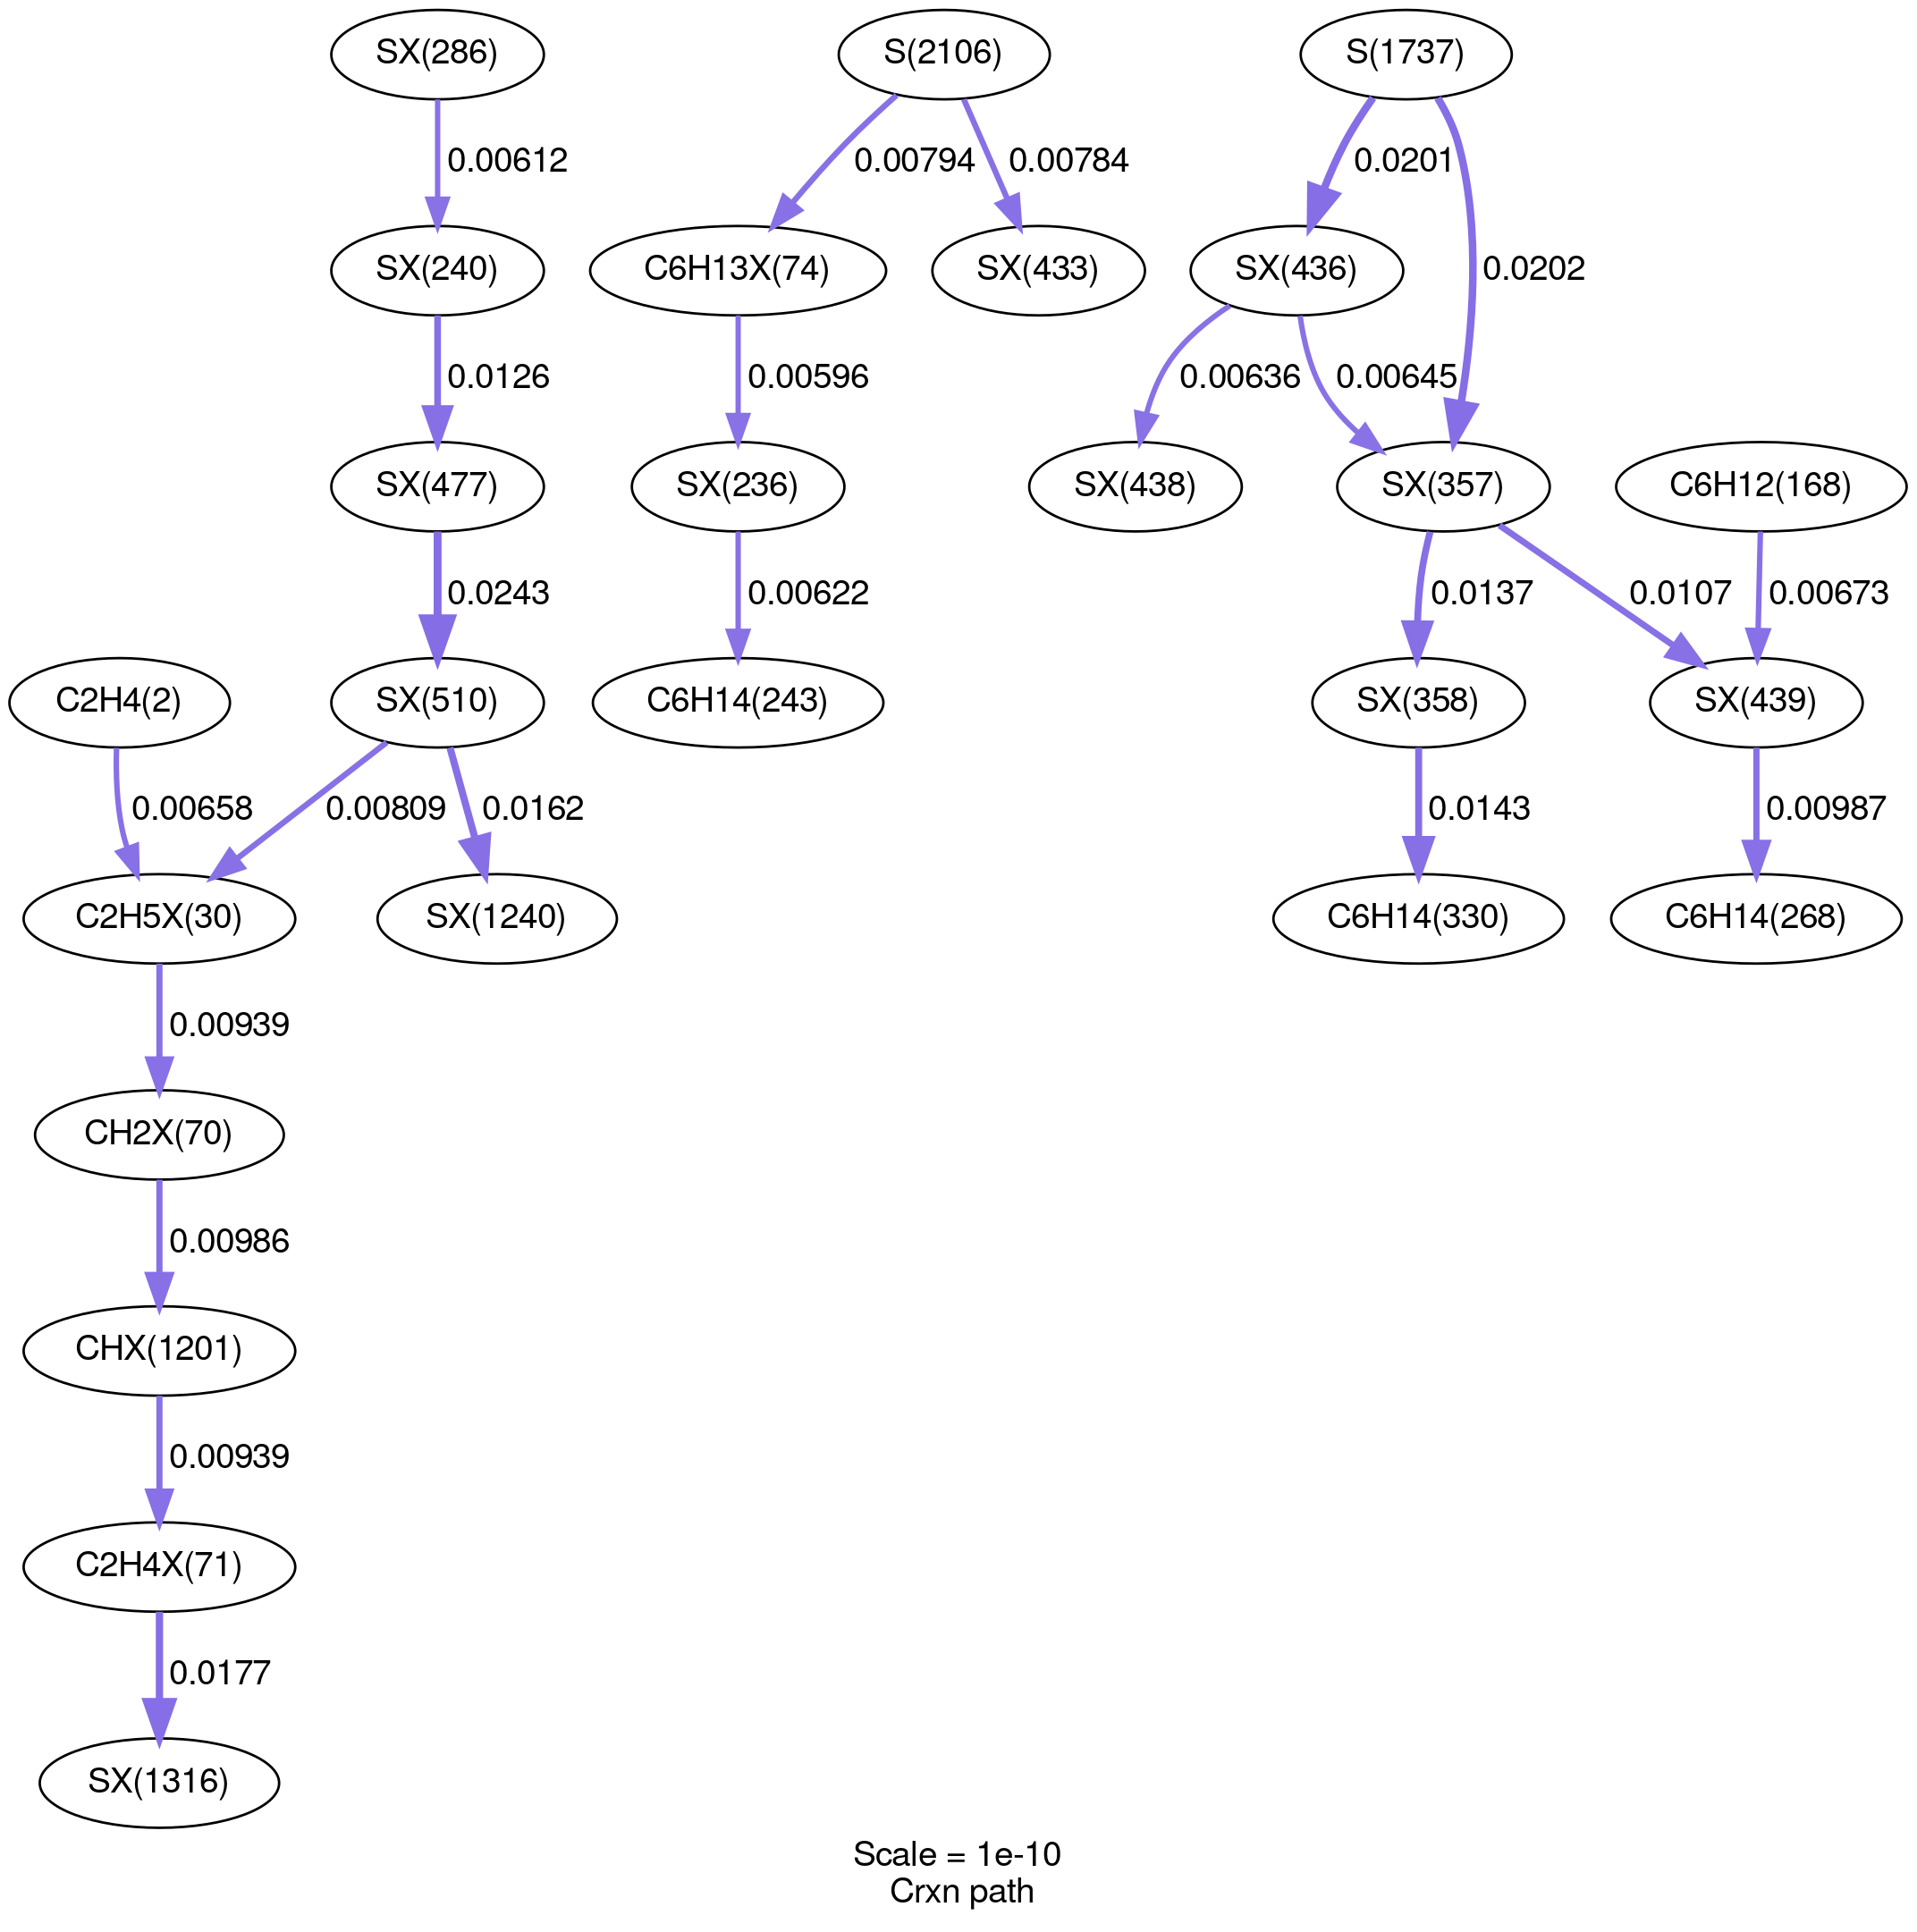 SX(286)
S(2106)
S(1737)
0.00612
0.00794
0.00784
0.0201
SX(240)
C6H13X(74)
SX(433)
SX(436)
0.0202
0.0126
0.00596
0.00636
0.00645
SX(477)
SX(236)
SX(438)
SX(357)
C6H12(168)
0.0243
0.00622
0.0137
0.0107
0.00673
C2H4(2)
SX(510)
C6H14(243)
SX(358)
SX(439)
0.00658
0.00809
0.0162
0.0143
0.00987
C2H5X(30)
SX(1240)
C6H14(330)
C6H14(268)
0.00939
CH2X(70)
0.00986
CHX(1201)
0.00939
C2H4X(71)
0.0177
SX(1316)
Scale = 1e-10
Crxn path